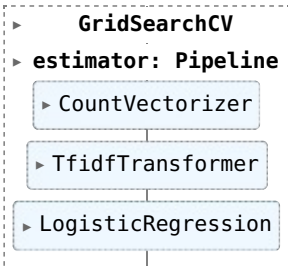 GridSearchCV
estimator: Pipeline
CountVectorizer
TfidfTransformer
LogisticRegression